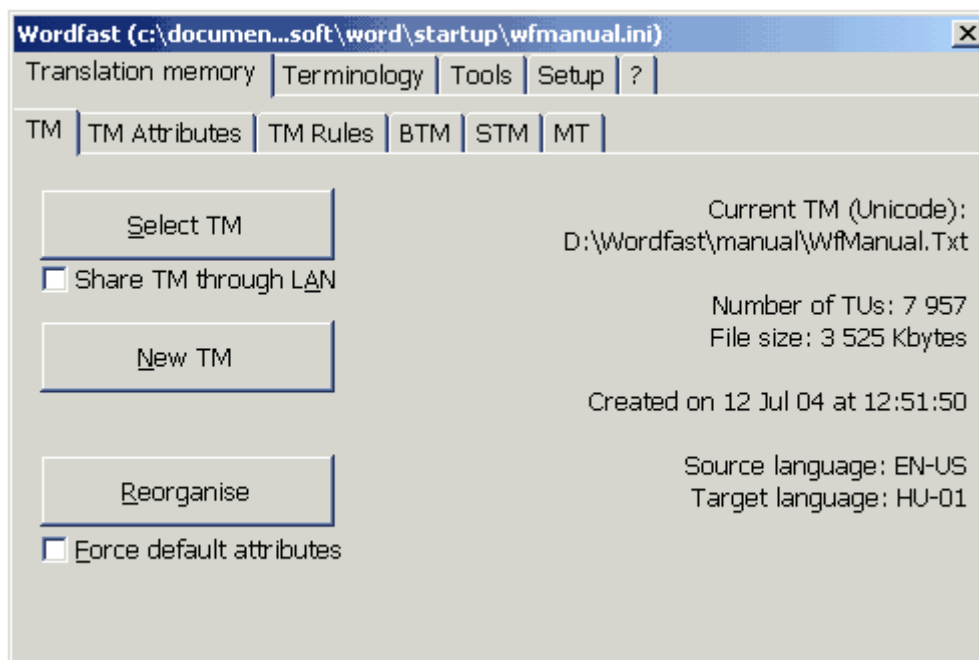 Wordfast (c:\documen...soft\word\startup\wfmanual.ini)
Translation memory Terminology Tools Setup ?
TM TM Attributes TM Rules BTM STM MT
Select TM
Share TM through LAN
New TM
Reorganise
Force default attributes
Current TM (Unicode):
D:\Wordfast\manual\WfManual.Txt
Number of TUs: 7 957
File size: 3 525 Kbytes
Created on 12 Jul 04 at 12:51:50
Source language: EN-US
Target language: HU-01